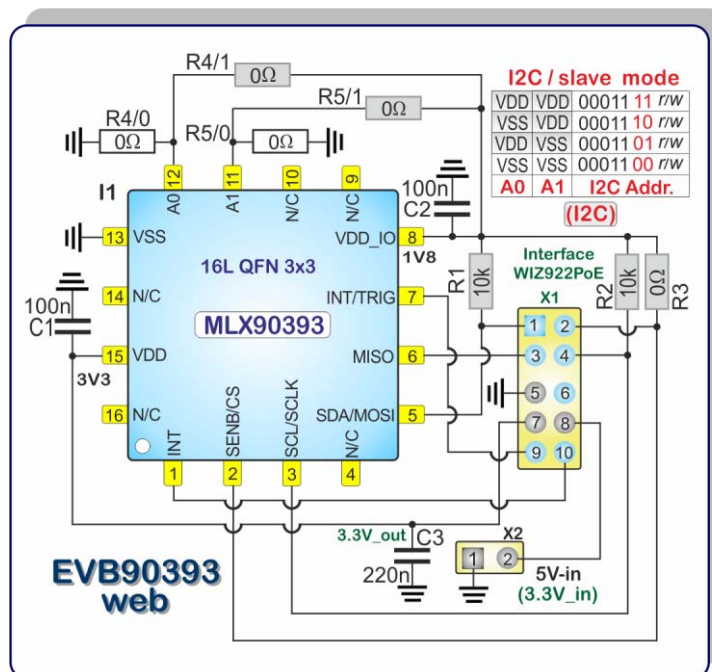 R4/1
0Ω
R5/1
0Ω
R4/0
0Ω
R5/0
0Ω
I2C / slave mode
VDD VDD 00011 11 r/w
VSS VDD 00011 10 r/w
VDD VSS 00011 01 r/w
VSS VSS 00011 00 r/w
A0 A1 I2C Addr.
(I2C)
I1
12 11 10 9
A0 A1 N/C N/C
100n
C2
13 VSS
VDD_IO 8
1V8
16L QFN 3x3
MLX90393
14 N/C
INT/TRIG 7
100n
C1
15 VDD
3V3
MISO 6
16 N/C
SDA/MOSI 5
INT SENB/CS SCL/SCLK N/C
1 2 3 4
R1
10k
Interface
WIZ922PoE
X1
R2
10k
0Ω
R3
1 2
3 4
5 6
7 8
9 10
3.3V_out
C3
220n
X2
1 2
5V-in
(3.3V_in)
EVB90393
web